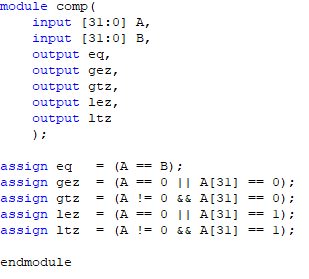 module comp(
    input [31:0] A,
    input [31:0] B,
    output eq,
    output gez,
    output gtz,
    output lez,
    output ltz
    );

assign eq  = (A == B);
assign gez = (A == 0 || A[31] == 0);
assign gtz = (A != 0 && A[31] == 0);
assign lez = (A == 0 || A[31] == 1);
assign ltz = (A != 0 && A[31] == 1);

endmodule